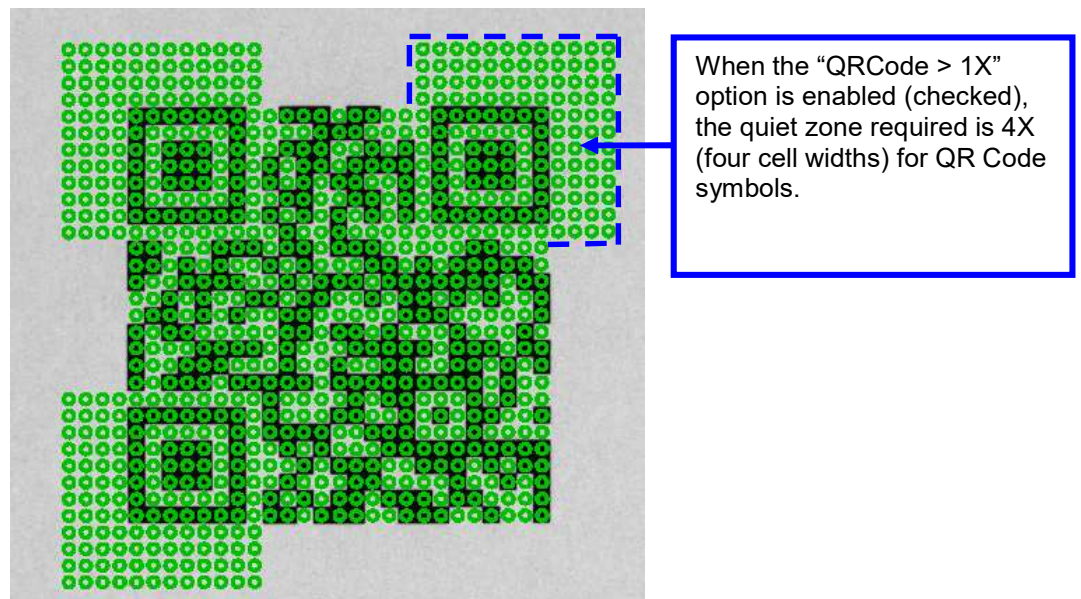 When the “QRCode > 1X”
option is enabled (checked),
the quiet zone required is 4X
(four cell widths) for QR Code
symbols.